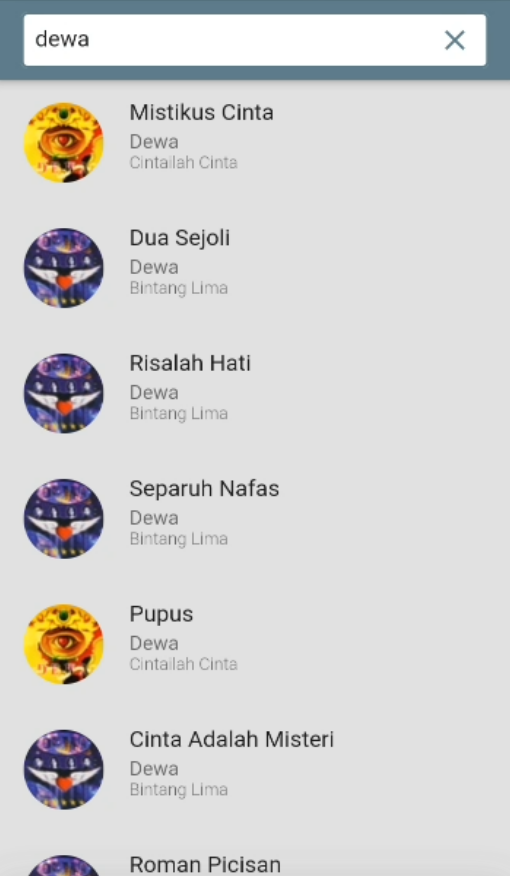 dewa
Mistikus Cinta
Dewa
Cintailah Cinta
Dua Sejoli
Dewa
Bintang Lima
Risalah Hati
Dewa
Bintang Lima
Separuh Nafas
Dewa
Bintang Lima
Pupus
Dewa
Cintailah Cinta
Cinta Adalah Misteri
Dewa
Bintang Lima
Roman Picisan